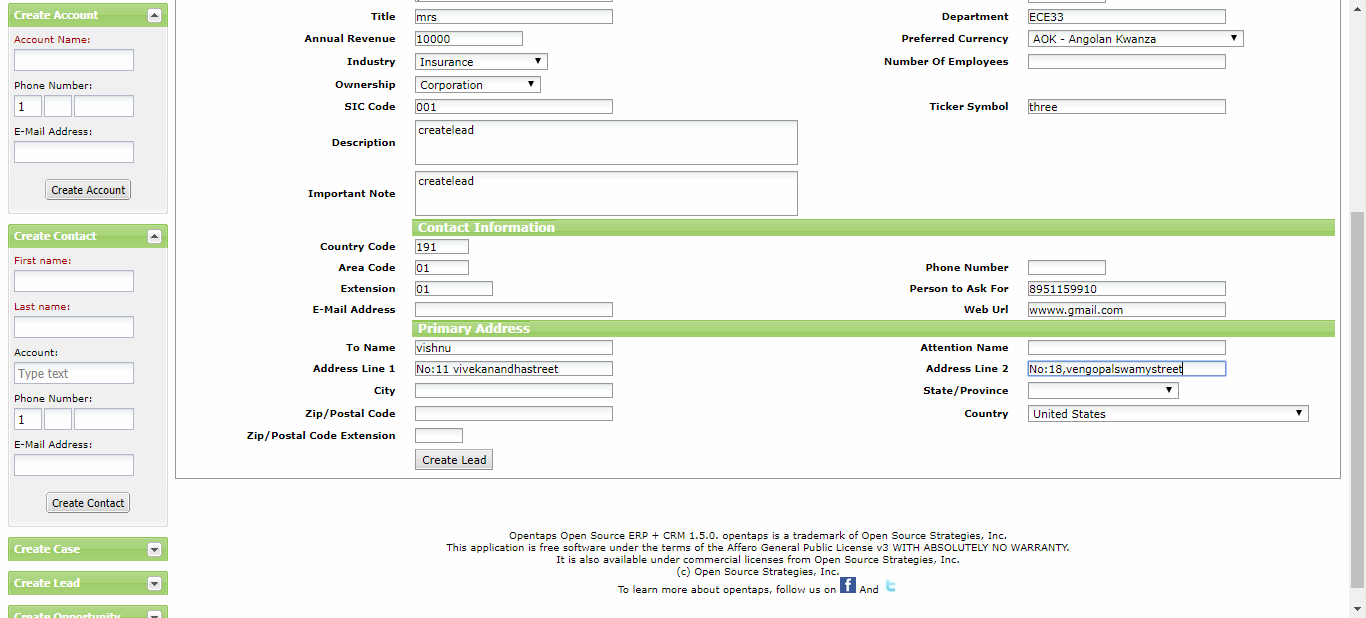 Create Account
Account Name:
Phone Number:
1
E-Mail Address:
Create Account
Create Contact
First name:
Last name:
Account:
Type text
Phone Number:
1
E-Mail Address:
Create Contact
Create Case
Create Lead
Create Opportunity
Title mrs Department ECE33
Annual Revenue 10000 Preferred Currency AOK - Angolan Kwanza
Industry Insurance Number Of Employees
Ownership Corporation
SIC Code 001 Ticker Symbol three
Description createlead
Important Note createlead
Contact Information
Country Code 191
Area Code 01 Phone Number
Extension 01 Person to Ask For 8951159910
E-Mail Address Web Url wwww.gmail.com
Primary Address
To Name vishnu Attention Name
Address Line 1 No:11 vivekanandhastreet Address Line 2 No:18,vengopalswamystreet
City State/Province
Zip/Postal Code Country United States
Zip/Postal Code Extension
Create Lead
Opentaps Open Source ERP + CRM 1.5.0. opentaps is a trademark of Open Source Strategies, Inc.
This application is free software under the terms of the Affero General Public License v3 WITH ABSOLUTELY NO WARRANTY.
It is also available under commercial licenses from Open Source Strategies, Inc.
(c) Open Source Strategies, Inc.
To learn more about opentaps, follow us on f And t